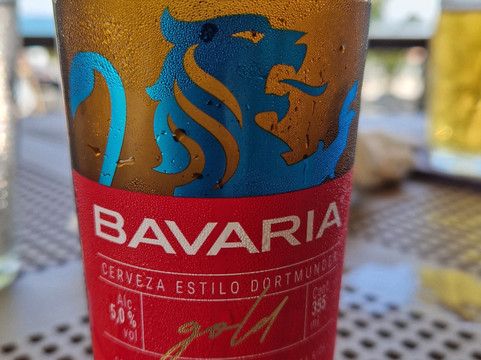 BAVARIA
CERVEZA ESTILO DORTMUNDER
Alc.
5,0%
vol
gold
Cont.
355
ml